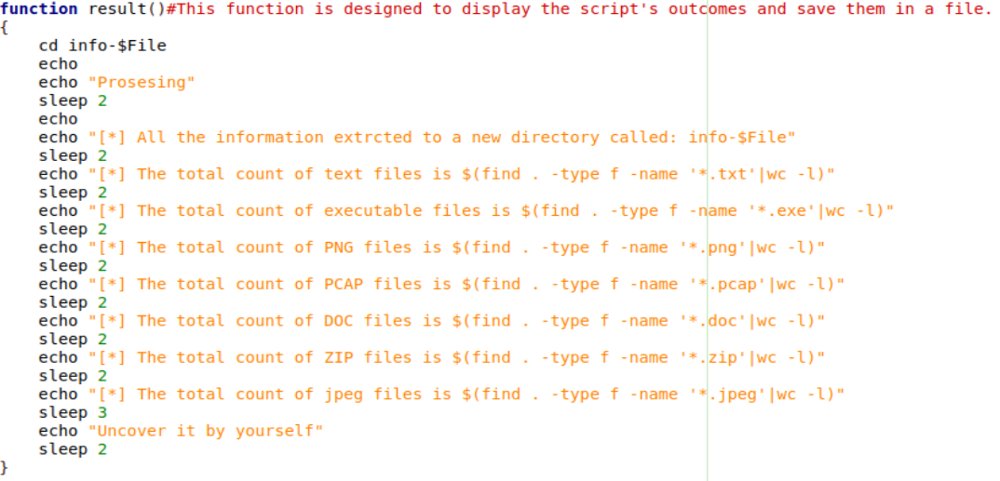 function result()#This function is designed to display the script's outcomes and save them in a file.
{
    cd info-$File
    echo
    echo "Prosesing"
    sleep 2
    echo
    echo "[*] All the information extrcted to a new directory called: info-$File"
    sleep 2
    echo "[*] The total count of text files is $(find . -type f -name '*.txt'|wc -l)"
    sleep 2
    echo "[*] The total count of executable files is $(find . -type f -name '*.exe'|wc -l)"
    sleep 2
    echo "[*] The total count of PNG files is $(find . -type f -name '*.png'|wc -l)"
    sleep 2
    echo "[*] The total count of PCAP files is $(find . -type f -name '*.pcap'|wc -l)"
    sleep 2
    echo "[*] The total count of DOC files is $(find . -type f -name '*.doc'|wc -l)"
    sleep 2
    echo "[*] The total count of ZIP files is $(find . -type f -name '*.zip'|wc -l)"
    sleep 2
    echo "[*] The total count of jpeg files is $(find . -type f -name '*.jpeg'|wc -l)"
    sleep 3
    echo "Uncover it by yourself"
    sleep 2
}